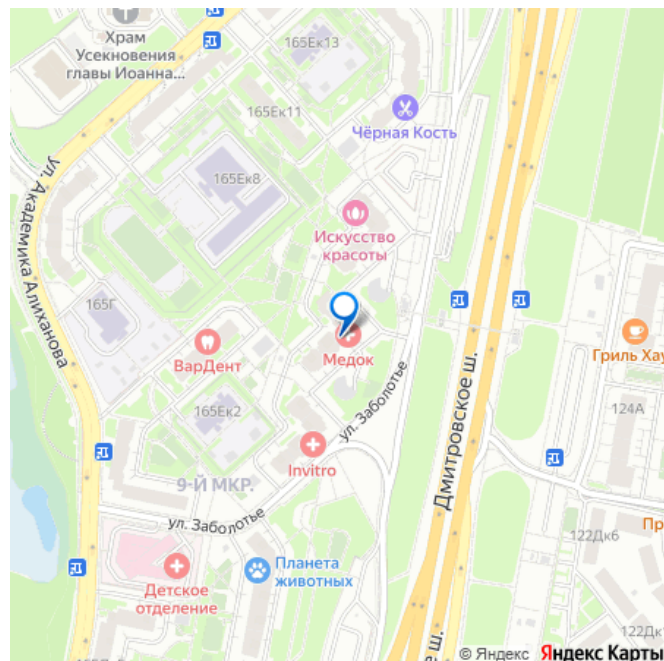 Храм
Усекновения
главы Иоанна...
165Ек13
165Ек11
Чёрная Кость
165Ек8
ул. Академика Алиханова
Искусство
красоты
165Г
Медок
ВарДент
Гриль Хау
Дмитровское ш.
124А
165Ек2
ул. Заболотье
Invitro
9-Й МКР.
ул. Заболотье
Планета
животных
Детское
отделение
122Дк6
Пр
122Дк1
е ш.
© Яндекс Яндекс Карты